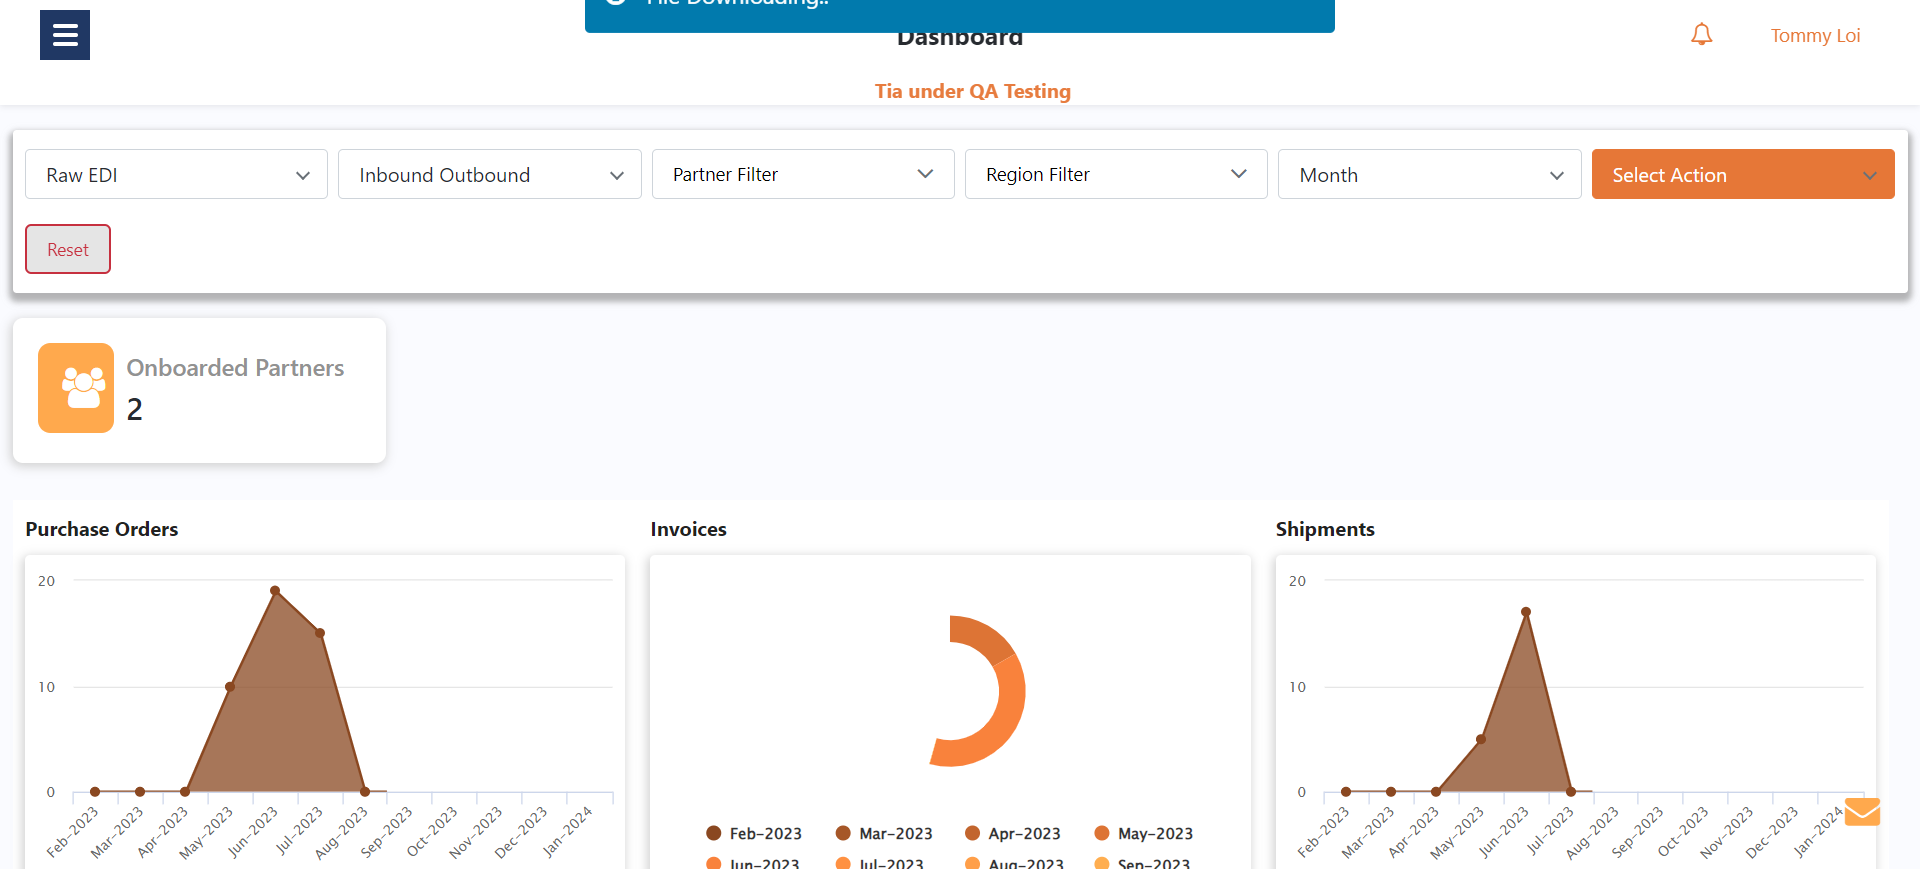 File Downloading..
Dashboard
Tommy Loi
Tia under QA Testing
Raw EDI
Inbound Outbound
Partner Filter
Region Filter
Month
Select Action
Reset
Onboarded Partners
2
Purchase Orders
20
10
0
Feb-2023
Mar-2023
Apr-2023
May-2023
Jun-2023
Jul-2023
Aug-2023
Sep-2023
Oct-2023
Nov-2023
Dec-2023
Jan-2024
Invoices
Feb-2023
Mar-2023
Apr-2023
May-2023
Jun-2023
Jul-2023
Aug-2023
Sep-2023
Shipments
20
10
0
Feb-2023
Mar-2023
Apr-2023
May-2023
Jun-2023
Jul-2023
Aug-2023
Sep-2023
Oct-2023
Nov-2023
Dec-2023
Jan-2024